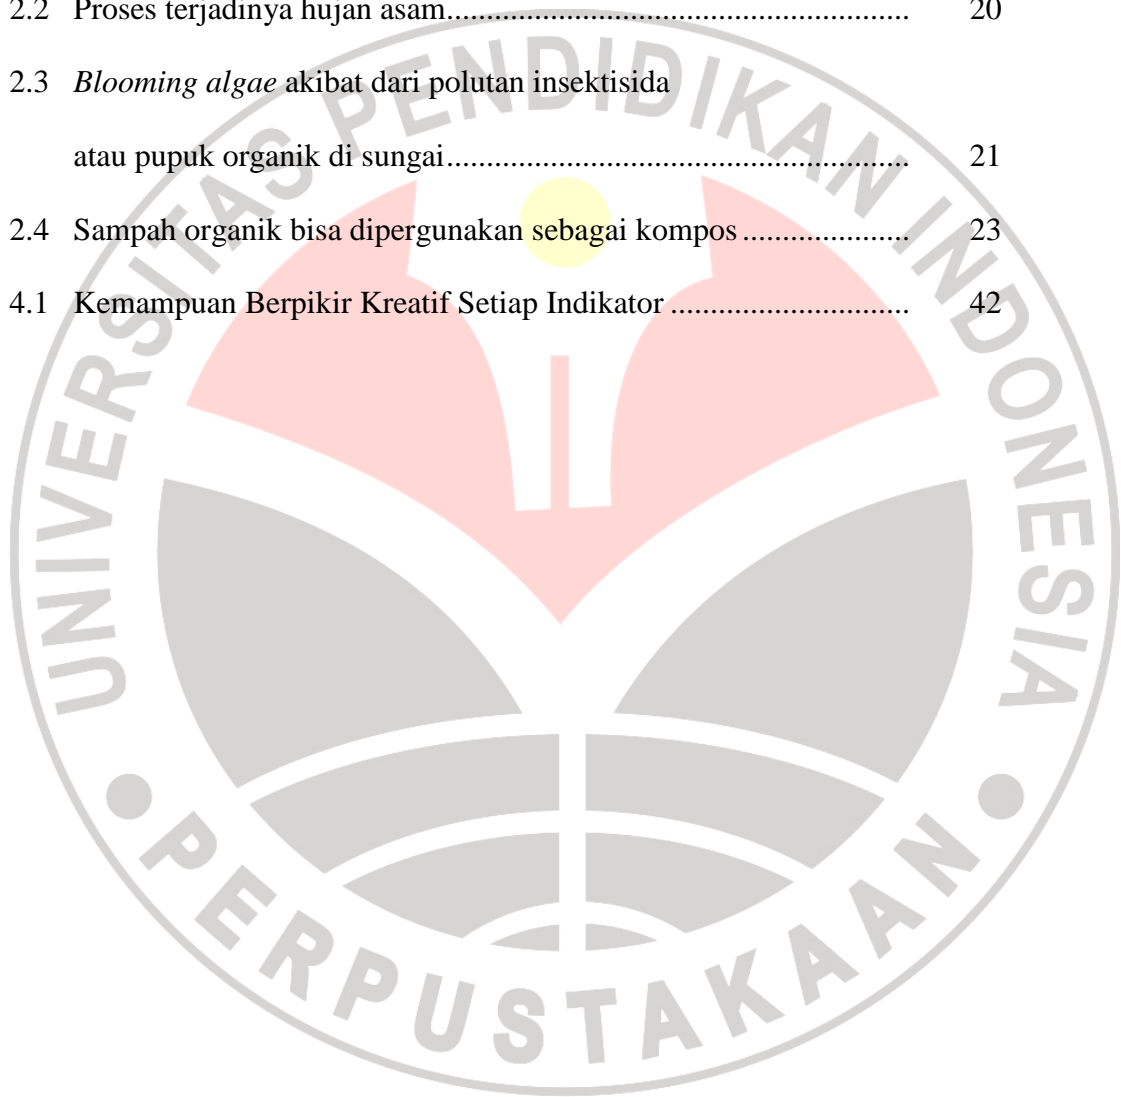 2.2 Proses terjadinya hujan asam......................................................... 20
2.3 Blooming algae akibat dari polutan insektisida
atau pupuk organik di sungai......................................................... 21
2.4 Sampah organik bisa dipergunakan sebagai kompos..................... 23
4.1 Kemampuan Berpikir Kreatif Setiap Indikator............................. 42
UNIVERSITAS PENDIDIKAN INDONESIA
PERPUSTAKAAN